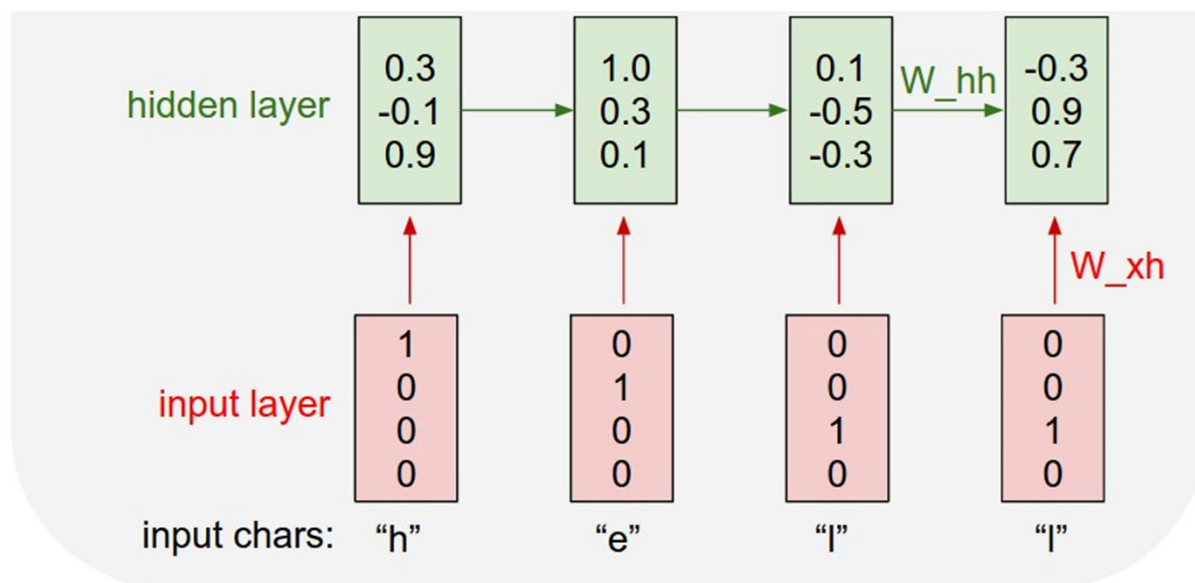 0.3 1.0 0.1 W_hh -0.3
hidden layer -0.1 0.3 -0.5 0.9
0.9 0.1 -0.3 0.7
W_xh
1 0 0 0
0 1 0 0
input layer
0 0 1 1
0 0 0 0
input chars: “h” “e” “l” “l”